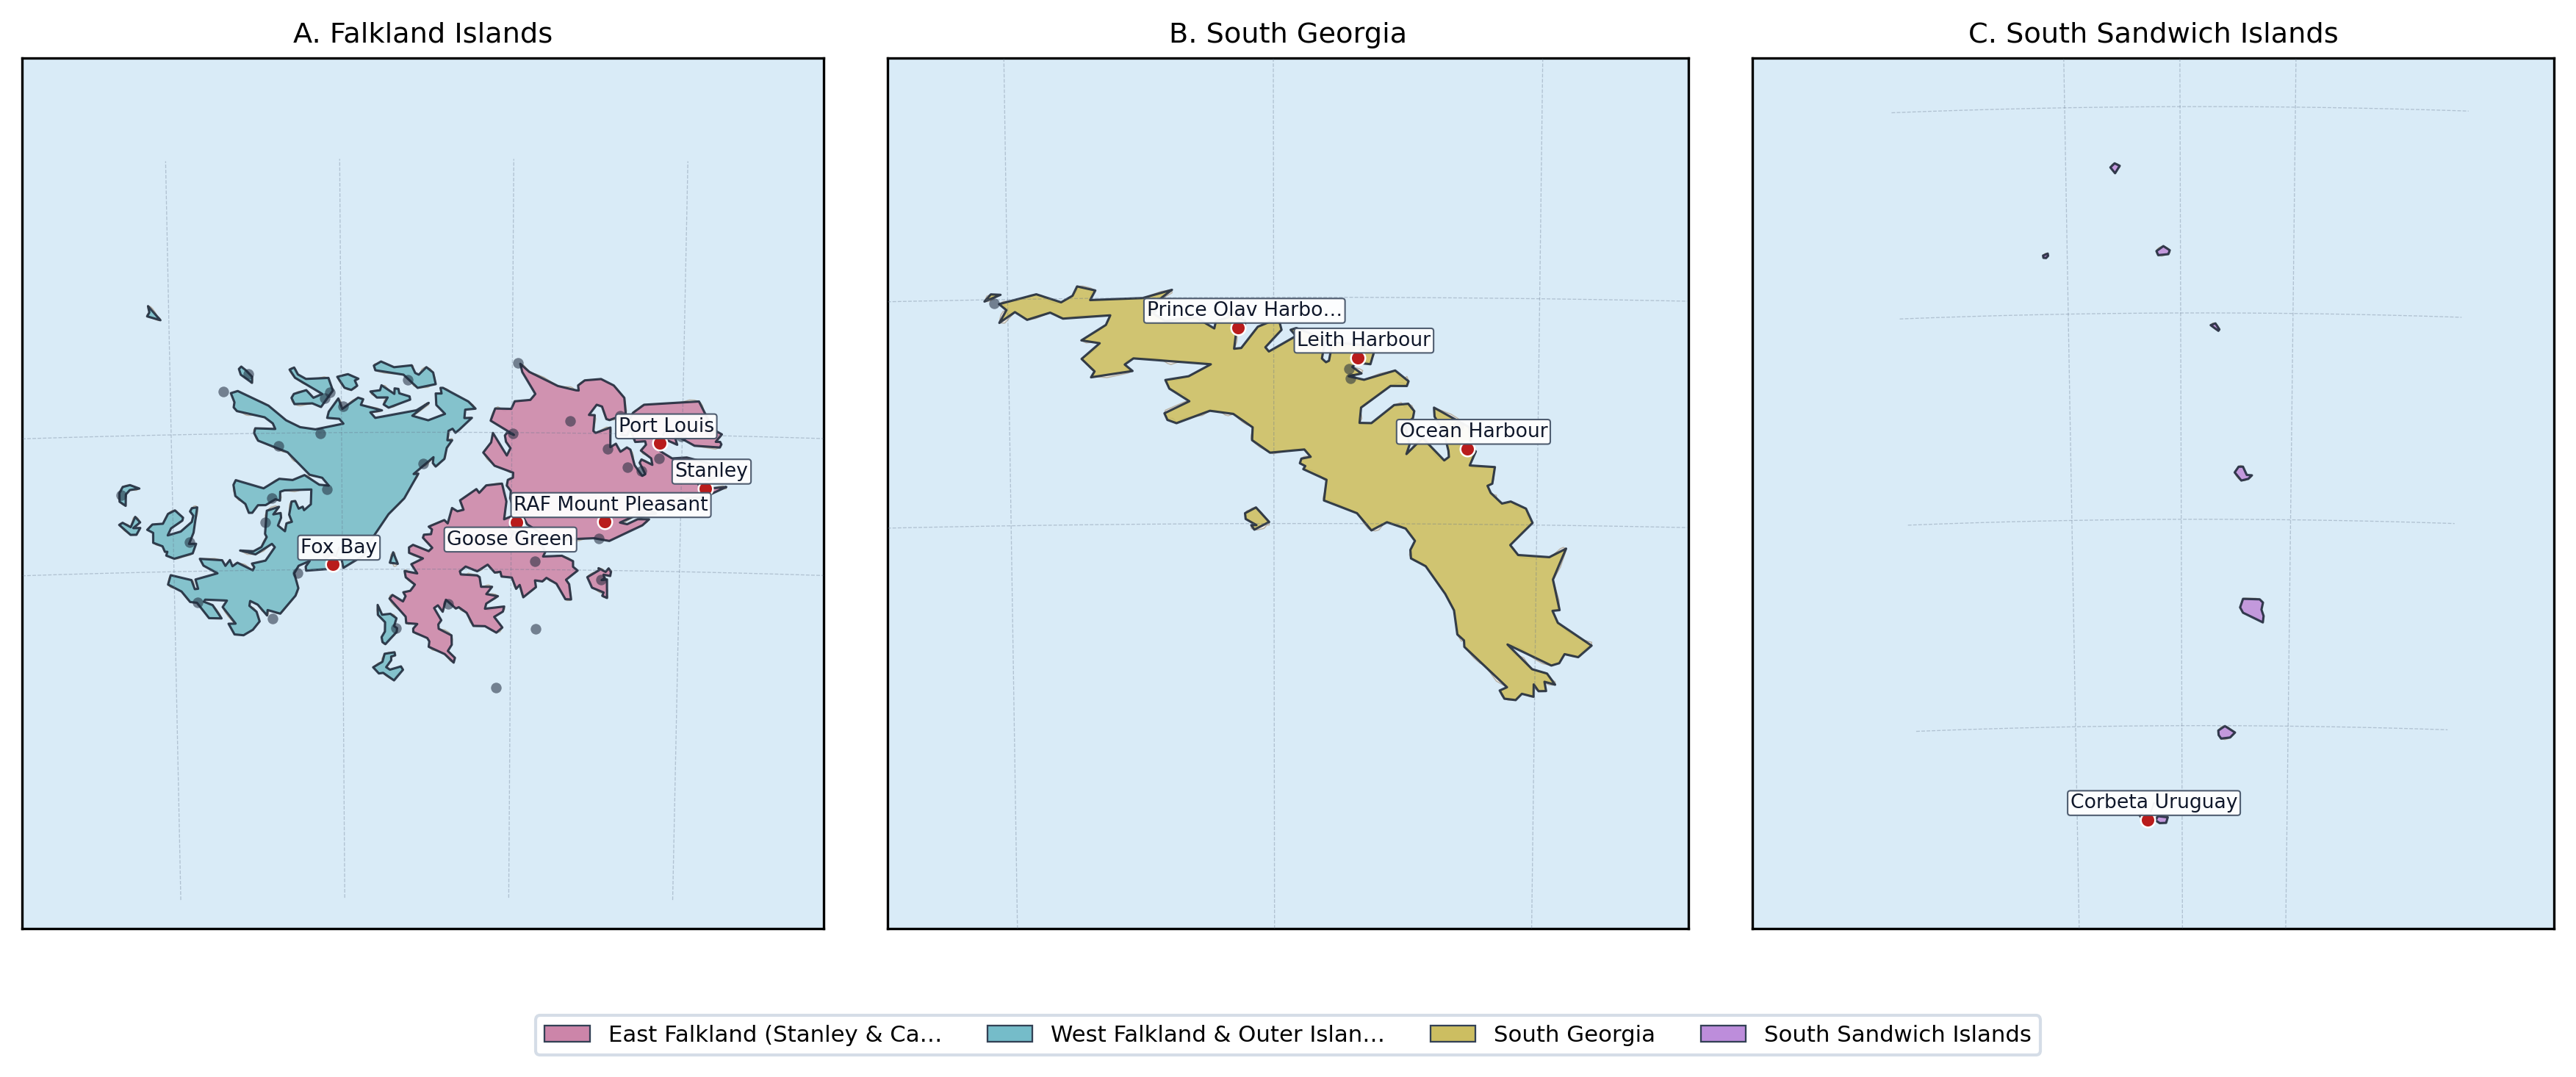 A. Falkland Islands
B. South Georgia
C. South Sandwich Islands
Prince Olav Harbo…
Leith Harbour
Port Louis
Ocean Harbour
Stanley
RAF Mount Pleasant
Goose Green
Fox Bay
Corbeta Uruguay
East Falkland (Stanley & Ca…
West Falkland & Outer Islan…
South Georgia
South Sandwich Islands